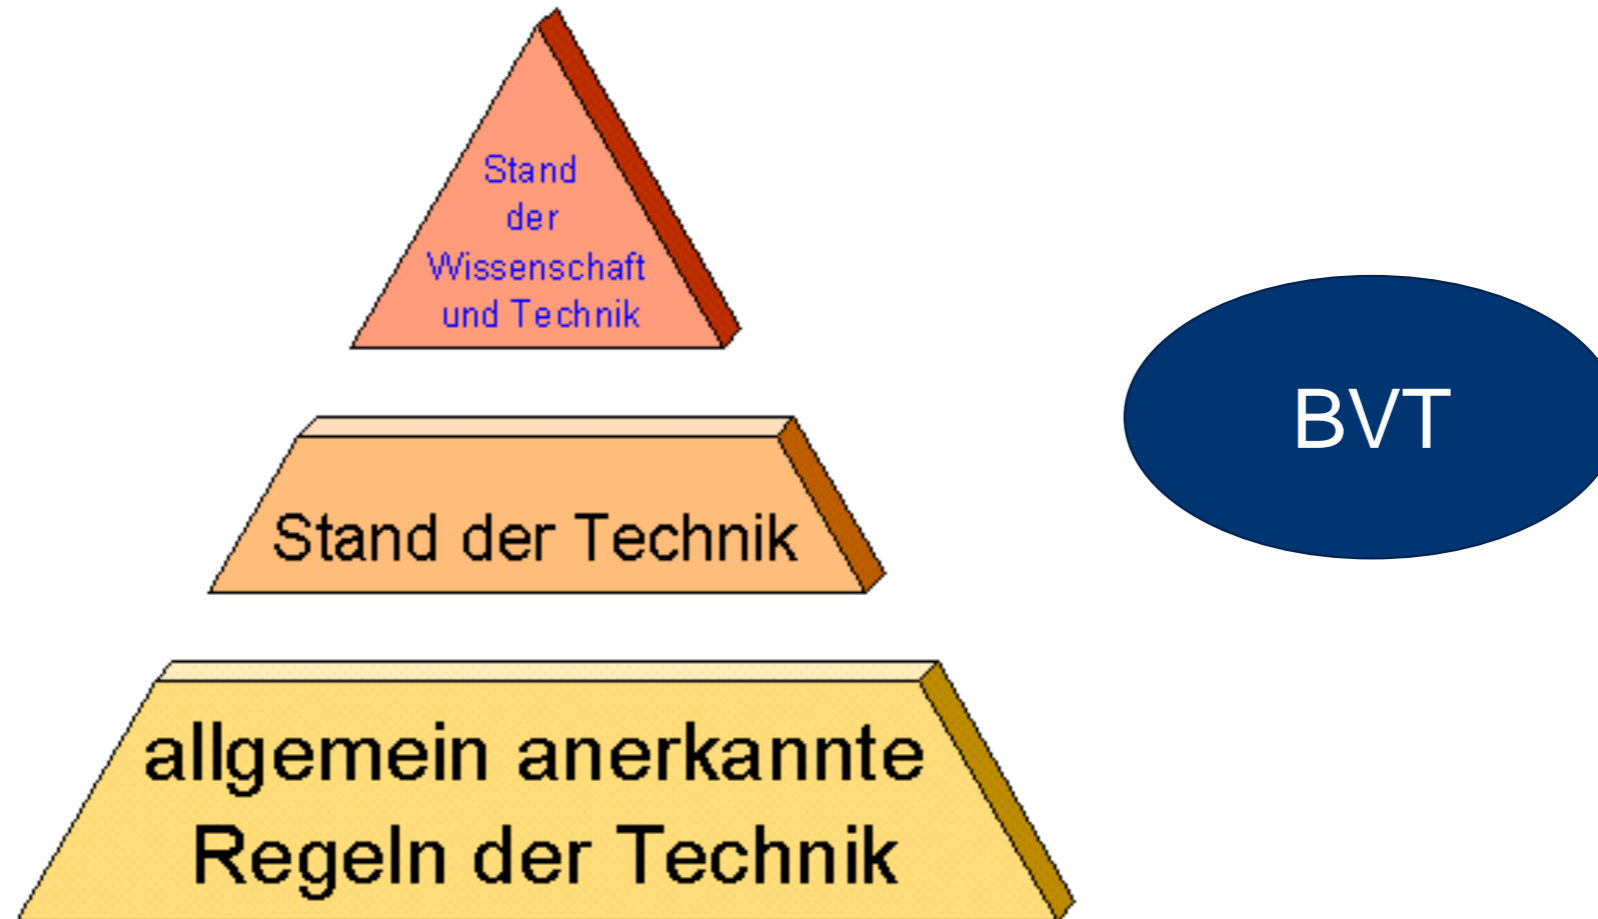 Stand
der
Wissenschaft
und Technik
BVT
Stand der Technik
allgemein anerkannte
Regeln der Technik